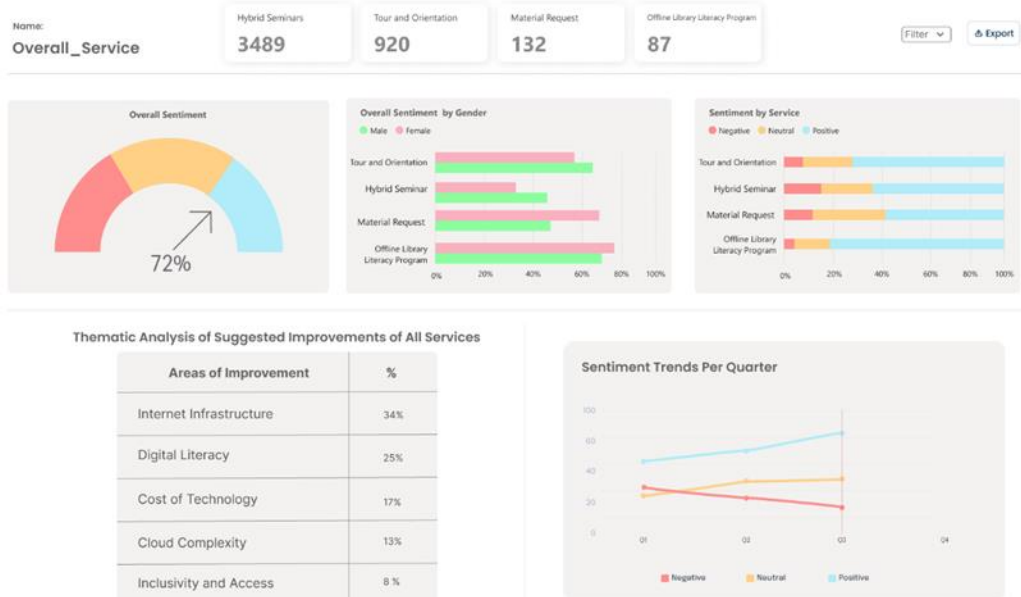 Name:
Overall_Service
Hybrid Seminars
3489
Tour and Orientation
920
Material Request
132
Offline Library Literacy Program
87
Filter
Export
Overall Sentiment
72%
Overall Sentiment by Gender
Male Female
Tour and Orientation
Hybrid Seminar
Material Request
Offline Library
Literacy Program
0% 20% 40% 60% 80% 100%
Sentiment by Service
Negative Neutral Positive
Tour and Orientation
Hybrid Seminar
Material Request
Offline Library
Literacy Program
0% 20% 40% 60% 80% 100%
Thematic Analysis of Suggested Improvements of All Services
Areas of Improvement %
Internet Infrastructure 34%
Digital Literacy 25%
Cost of Technology 17%
Cloud Complexity 13%
Inclusivity and Access 8 %
Sentiment Trends Per Quarter
100
60
40
20
0
Q1 Q2 Q3 Q4
Negative Neutral Positive